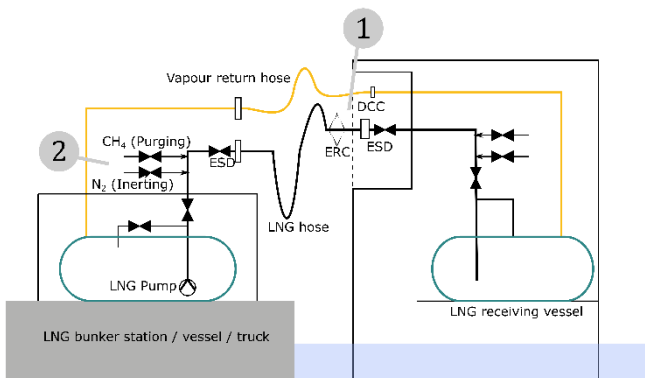 1
Vapour return hose
DCC
CH₄ (Purging)
2
ESD
ERC
ESD
N₂ (Inerting)
LNG hose
LNG Pump
LNG receiving vessel
LNG bunker station / vessel / truck